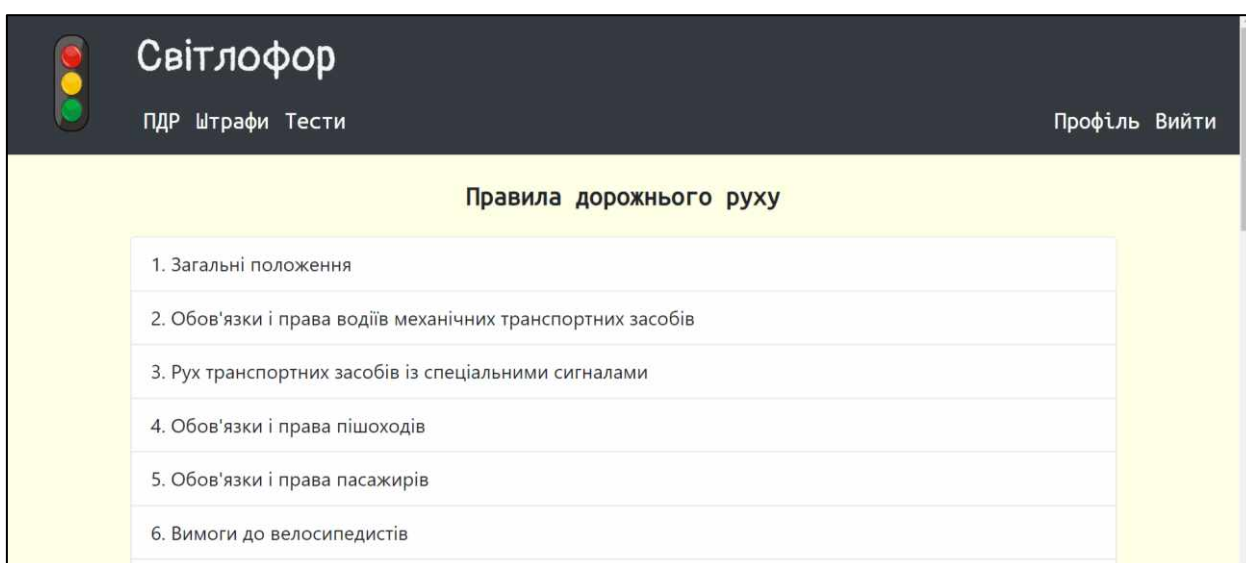 Світлофор
ПДР Штрафи Тести
Профіль Вийти
Правила дорожнього руху
1. Загальні положення
2. Обов'язки і права водіїв механічних транспортних засобів
3. Рух транспортних засобів із спеціальними сигналами
4. Обов'язки і права пішоходів
5. Обов'язки і права пасажирів
6. Вимоги до велосипедистів